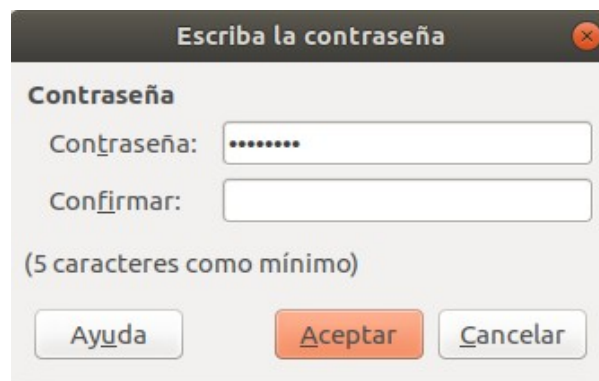 Escriba la contraseña
Contraseña
Contraseña: ••••••••
Confirmar:
(5 caracteres como mínimo)
Ayuda Aceptar Cancelar